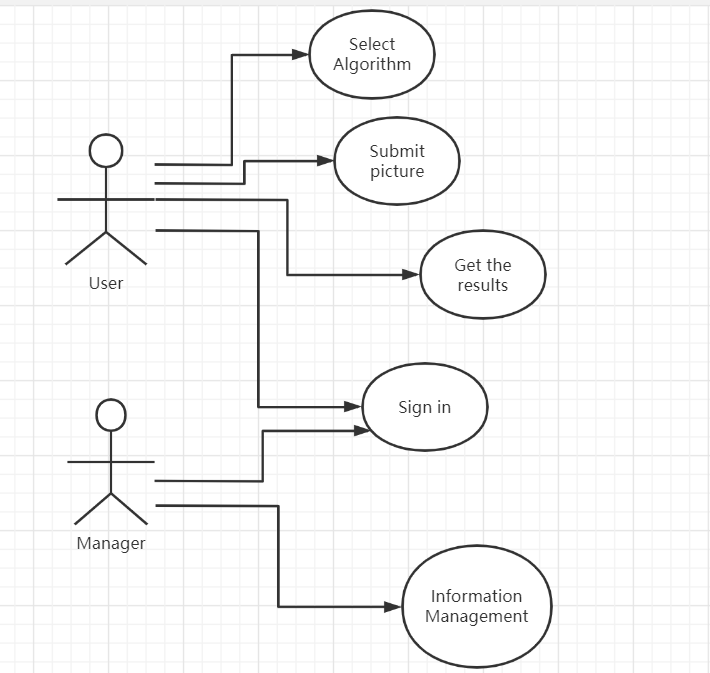 Select
Algorithm
Submit
picture
User
Get the
results
Sign in
Manager
Information
Management